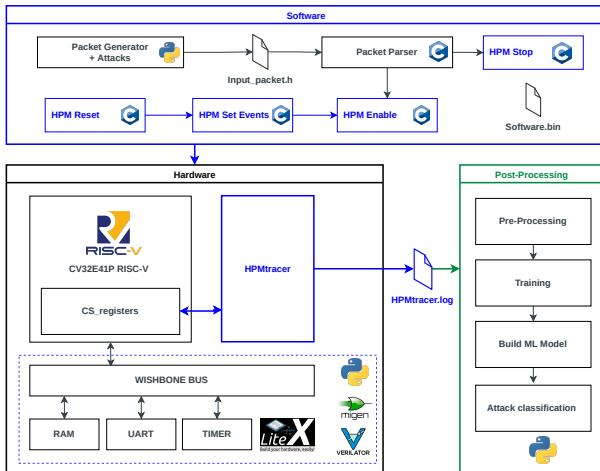 Software
Packet Generator
+ Attacks
Input_packet.h
Packet Parser
HPM Stop
HPM Reset
HPM Set Events
HPM Enable
Software.bin
Hardware
RISC-V
CV32E41P RISC-V
CS_registers
HPMtracer
HPMtracer.log
WISHBONE BUS
RAM
UART
TIMER
migen
LiteX
Build your hardware, easily!
VERILATOR
Post-Processing
Pre-Processing
Training
Build ML Model
Attack classification